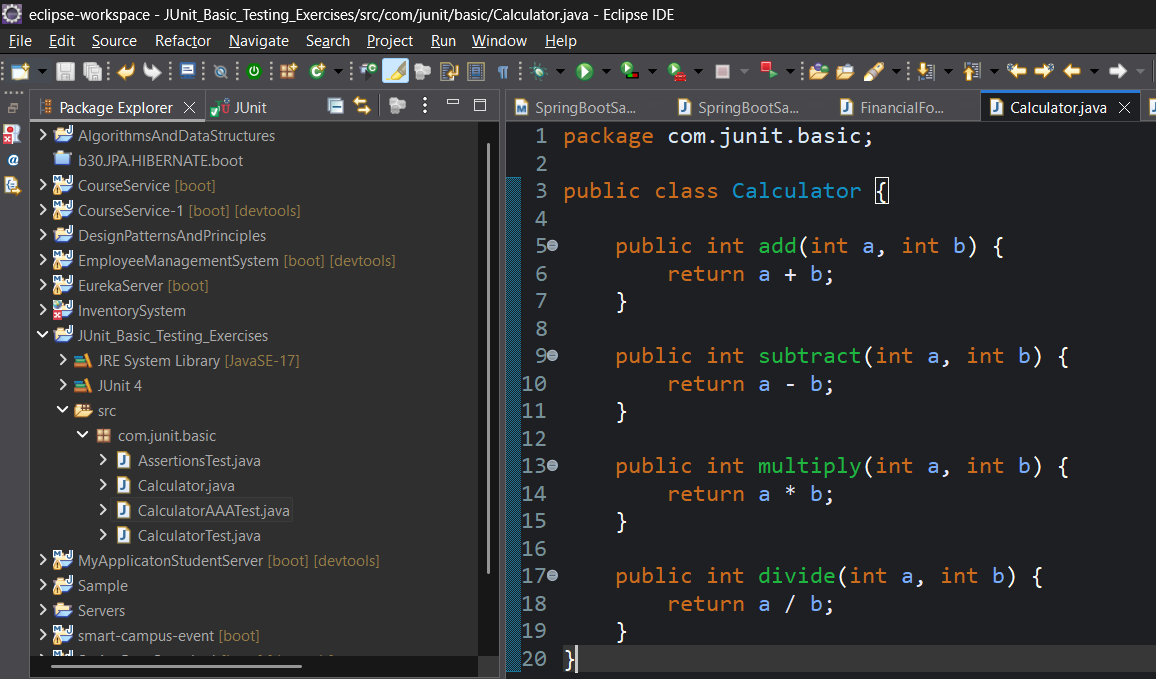 eclipse-workspace - JUnit_Basic_Testing_Exercises/src/com/junit/basic/Calculator.java - Eclipse IDE
File Edit Source Refactor Navigate Search Project Run Window Help
Package Explorer JUnit
AlgorithmsAndDataStructures
b30.JPA.HIBERNATE.boot
CourseService [boot]
CourseService-1 [boot] [devtools]
DesignPatternsAndPrinciples
EmployeeManagementSystem [boot] [devtools]
EurekaServer [boot]
InventorySystem
JUnit_Basic_Testing_Exercises
JRE System Library [JavaSE-17]
JUnit 4
src
com.junit.basic
AssertionsTest.java
Calculator.java
CalculatorAAATest.java
CalculatorTest.java
MyApplicatonStudentServer [boot] [devtools]
Sample
Servers
smart-campus-event [boot]
SpringBootSa... SpringBootSa... FinancialFo... Calculator.java
1 package com.junit.basic;
2
3 public class Calculator {
4
5 public int add(int a, int b) {
6 return a + b;
7 }
8
9 public int subtract(int a, int b) {
10 return a - b;
11 }
12
13 public int multiply(int a, int b) {
14 return a * b;
15 }
16
17 public int divide(int a, int b) {
18 return a / b;
19 }
20 }